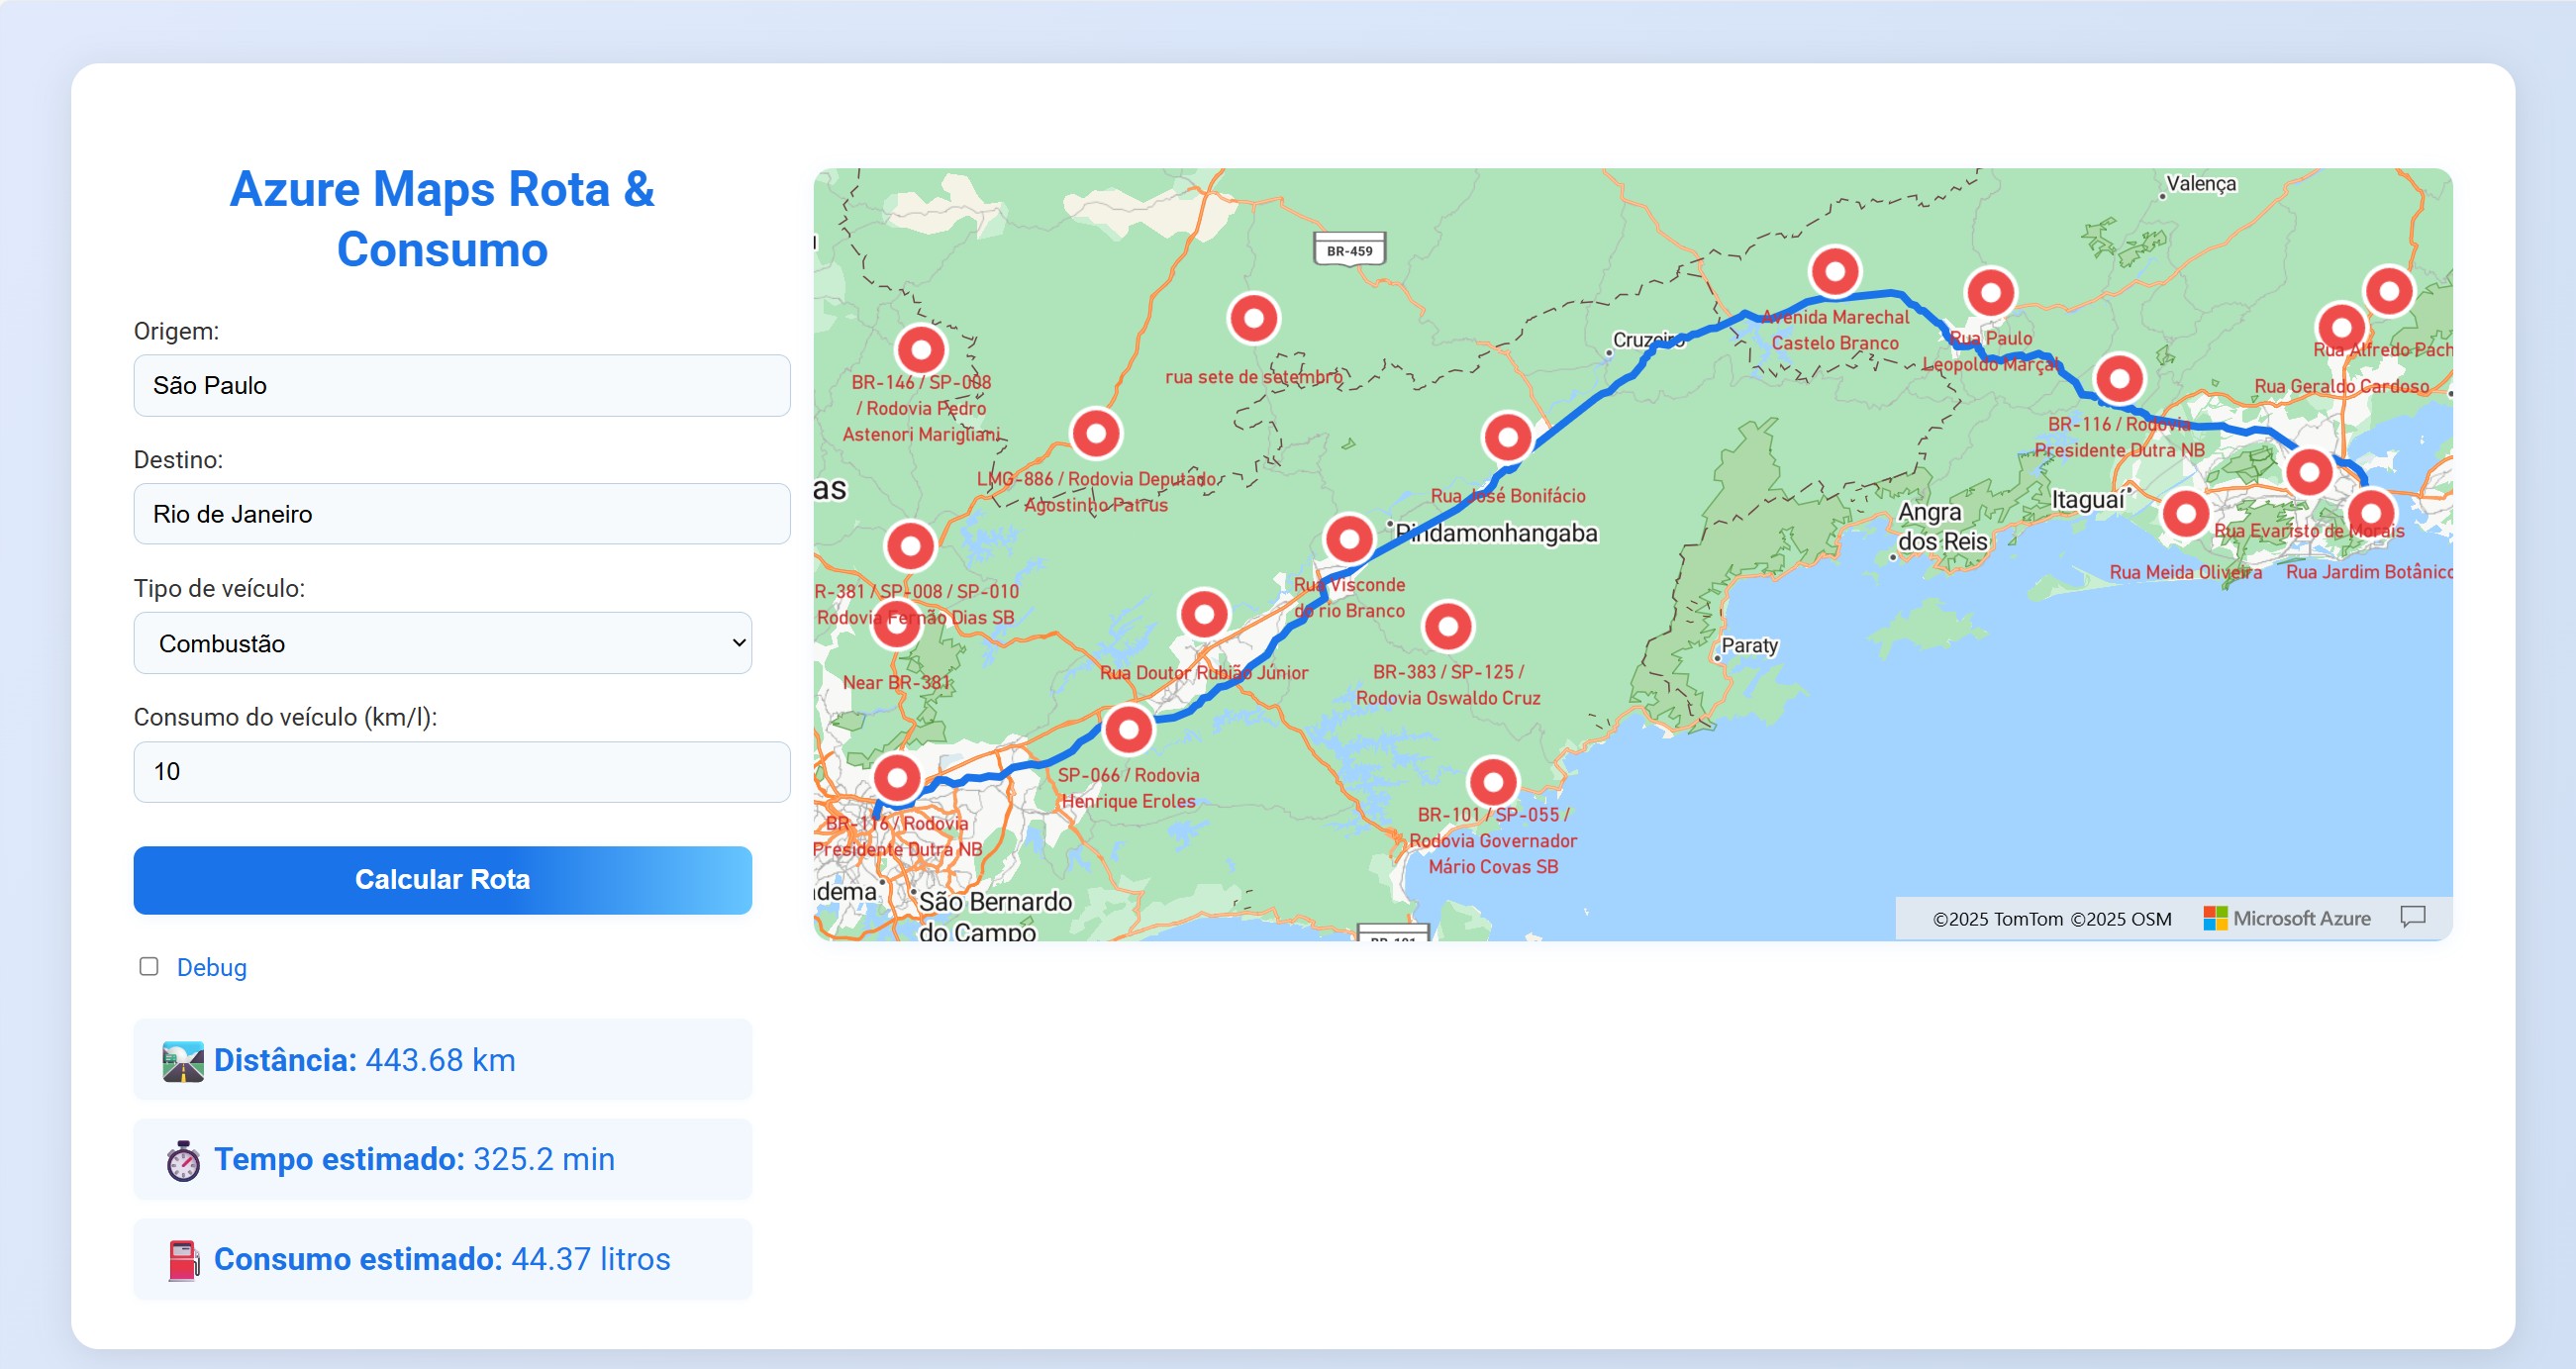 Azure Maps Rota &
Consumo
Origem:
São Paulo
Destino:
Rio de Janeiro
Tipo de veículo:
Combustão
Consumo do veículo (km/l):
10
Calcular Rota
Debug
Distância: 443.68 km
Tempo estimado: 325.2 min
Consumo estimado: 44.37 litros
Valença
BR-459
Cruzeiro
Avenida Marechal
Castelo Branco
Rua Paulo
Leopoldo Marçal
Rua Alfredo Pach
Rua Geraldo Cardoso
BR-146 / SP-008
/ Rodovia Pedro
Astenori Marigliani
rua sete de setembro
BR-116 / Rodovia
Presidente Dutra NB
LMG-886 / Rodovia Deputado
Agostinho Patrus
as
Rua José Bonifácio
Itaguaí
Angra
dos Reis
Pindamonhangaba
Rua Evaristo de Morais
Rua Meida Oliveira
Rua Jardim Botânico
R-381 / SP-008 / SP-010
Rodovia Fernão Dias SB
Rua Visconde
do rio Branco
Near BR-381
Rua Doutor Rubião Júnior
BR-383 / SP-125 /
Rodovia Oswaldo Cruz
Paraty
SP-066 / Rodovia
Henrique Eroles
BR-116 / Rodovia
Presidente Dutra NB
BR-101 / SP-055 /
Rodovia Governador
Mário Covas SB
dema
São Bernardo
do Campo
BR-101
©2025 TomTom ©2025 OSM
Microsoft Azure